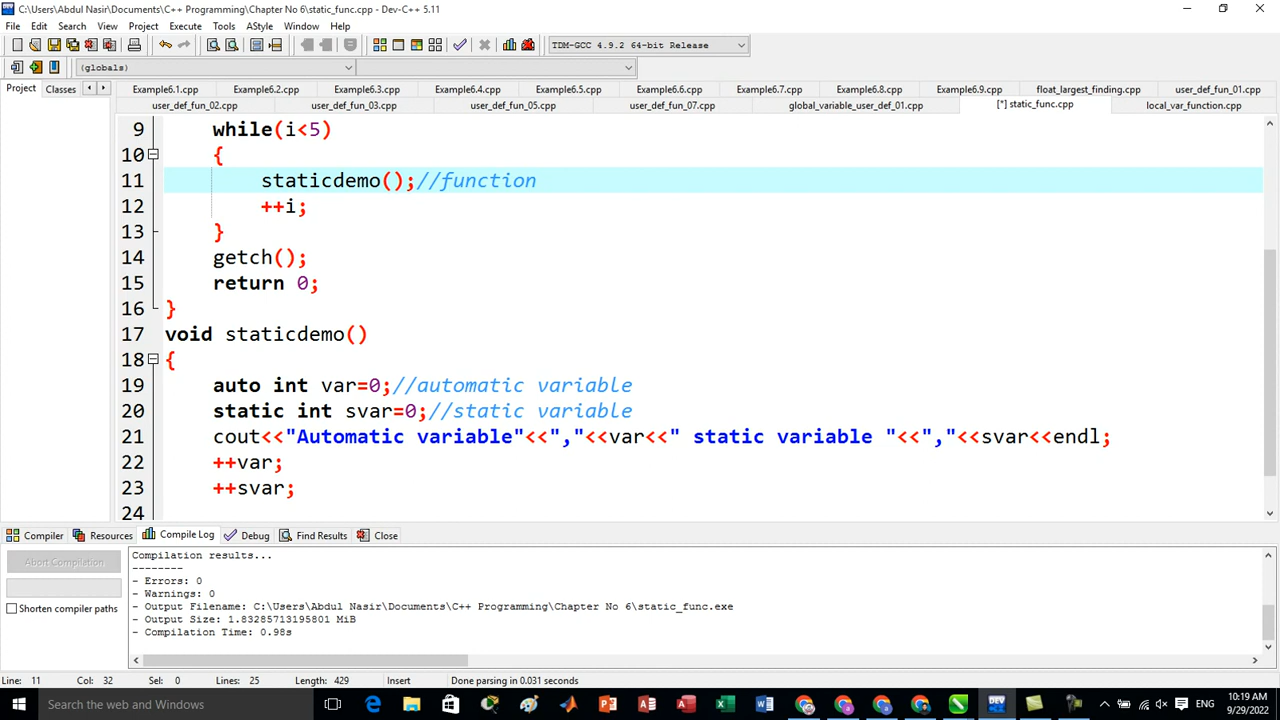 C:\Users\Abdul Nasir\Documents\C++ Programming\Chapter No 6\static_func.cpp - Dev-C++ 5.11
File Edit Search View Project Execute Tools AStyle Window Help
TDM-GCC 4.9.2 64-bit Release
(globals)
Project Classes
Example6.1.cpp Example6.2.cpp Example6.3.cpp Example6.4.cpp Example6.5.cpp Example6.6.cpp Example6.7.cpp Example6.8.cpp Example6.9.cpp float_largest_finding.cpp user_def_fun_01.cpp
user_def_fun_02.cpp user_def_fun_03.cpp user_def_fun_05.cpp user_def_fun_07.cpp global_variable_user_def_01.cpp [*] static_func.cpp local_var_function.cpp
9 while(i<5)
10 {
11 staticdemo();//function
12 ++i;
13 }
14 getch();
15 return 0;
16 }
17 void staticdemo()
18 {
19 auto int var=0;//automatic variable
20 static int svar=0;//static variable
21 cout<<"Automatic variable"<<","<<var<<" static variable "<<","<<svar<<endl;
22 ++var;
23 ++svar;
24
Compiler Resources Compile Log Debug Find Results Close
Abort Compilation
Shorten compiler paths
Compilation results...
--------
- Errors: 0
- Warnings: 0
- Output Filename: C:\Users\Abdul Nasir\Documents\C++ Programming\Chapter No 6\static_func.exe
- Output Size: 1.83285713195801 MiB
- Compilation Time: 0.98s
Line: 11 Col: 32 Sel: 0 Lines: 25 Length: 429 Insert Done parsing in 0.031 seconds
Search the web and Windows
DEV
ENG
10:19 AM
9/29/2022